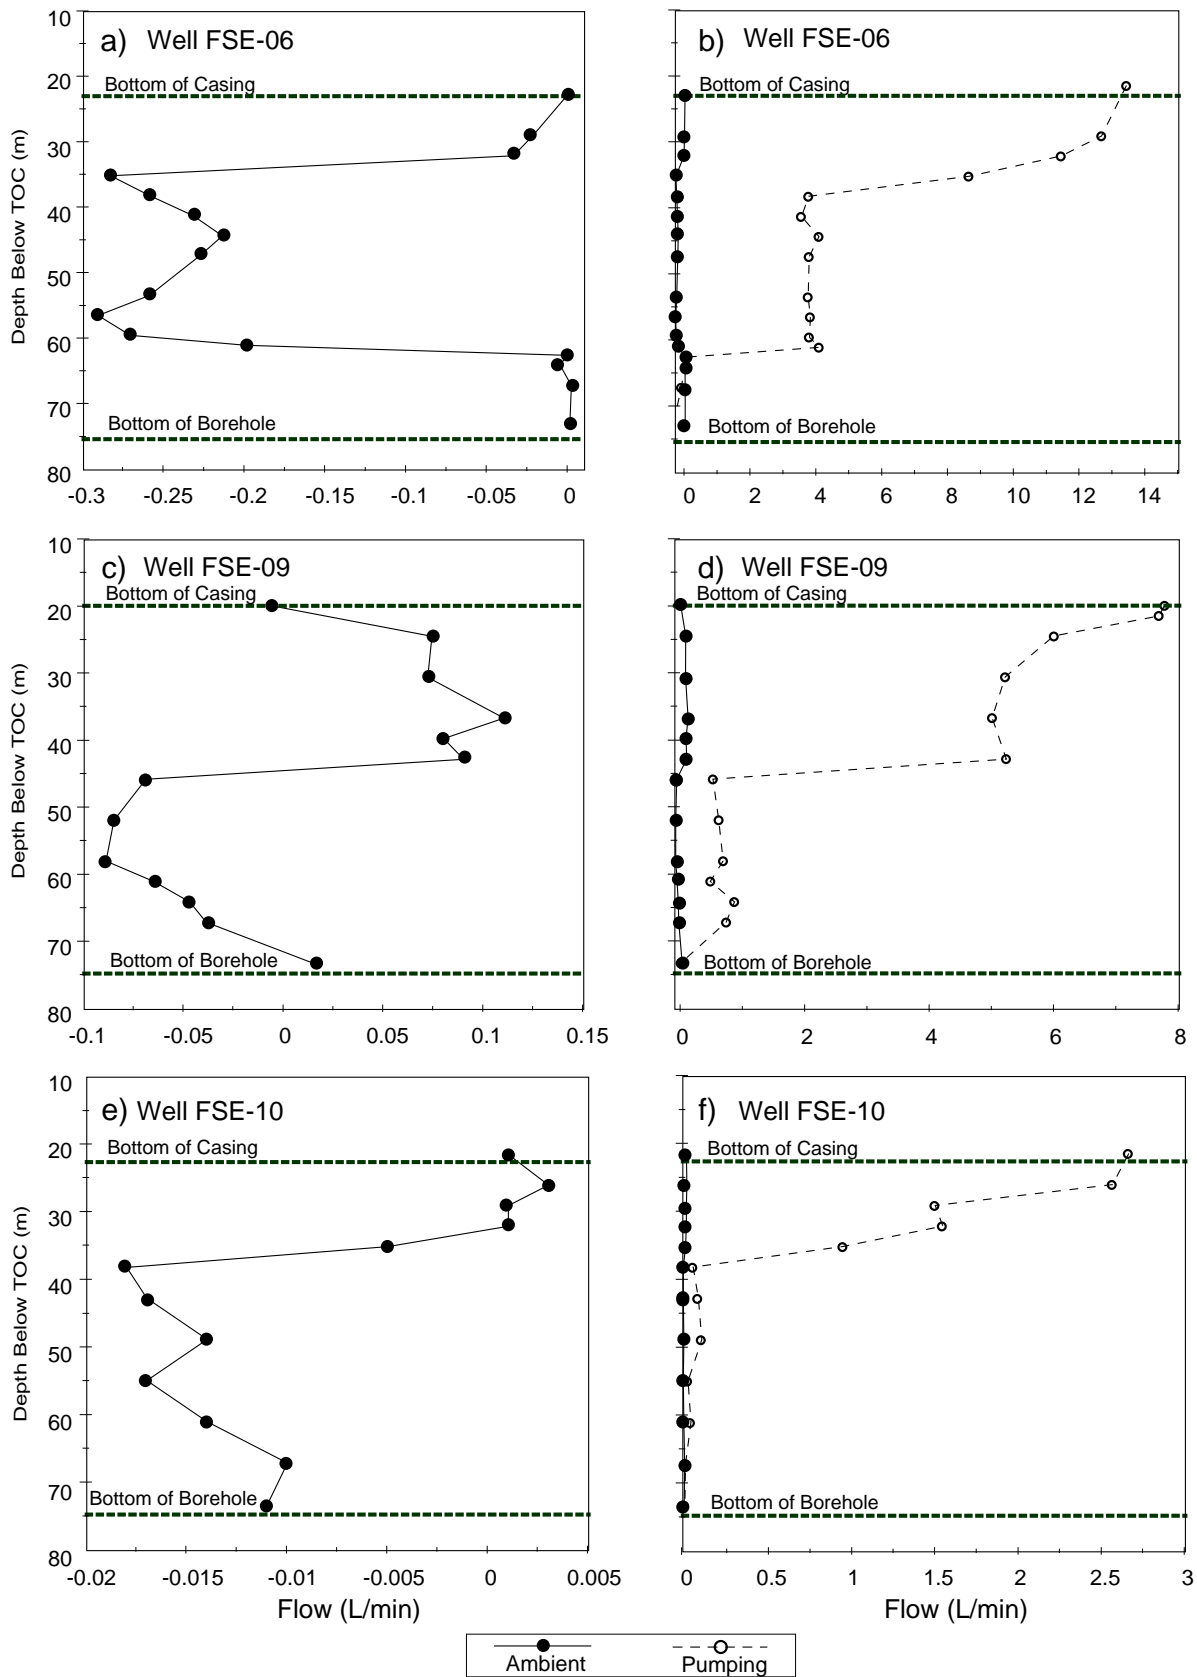 a) Well FSE-06
b) Well FSE-06
10
20
30
40
50
60
70
80
Depth Below TOC (m)
Bottom of Casing
Bottom of Casing
Bottom of Borehole
Bottom of Borehole
-0.3 -0.25 -0.2 -0.15 -0.1 -0.05 0
0 2 4 6 8 10 12 14
c) Well FSE-09
d) Well FSE-09
10
20
30
40
50
60
70
80
Depth Below TOC (m)
Bottom of Casing
Bottom of Casing
Bottom of Borehole
Bottom of Borehole
-0.1 -0.05 0 0.05 0.1 0.15
0 2 4 6 8
e) Well FSE-10
f) Well FSE-10
10
20
30
40
50
60
70
80
Depth Below TOC (m)
Bottom of Casing
Bottom of Casing
Bottom of Borehole
Bottom of Borehole
-0.02 -0.015 -0.01 -0.005 0 0.005
0 0.5 1 1.5 2 2.5 3
Flow (L/min)
Flow (L/min)
Ambient
Pumping